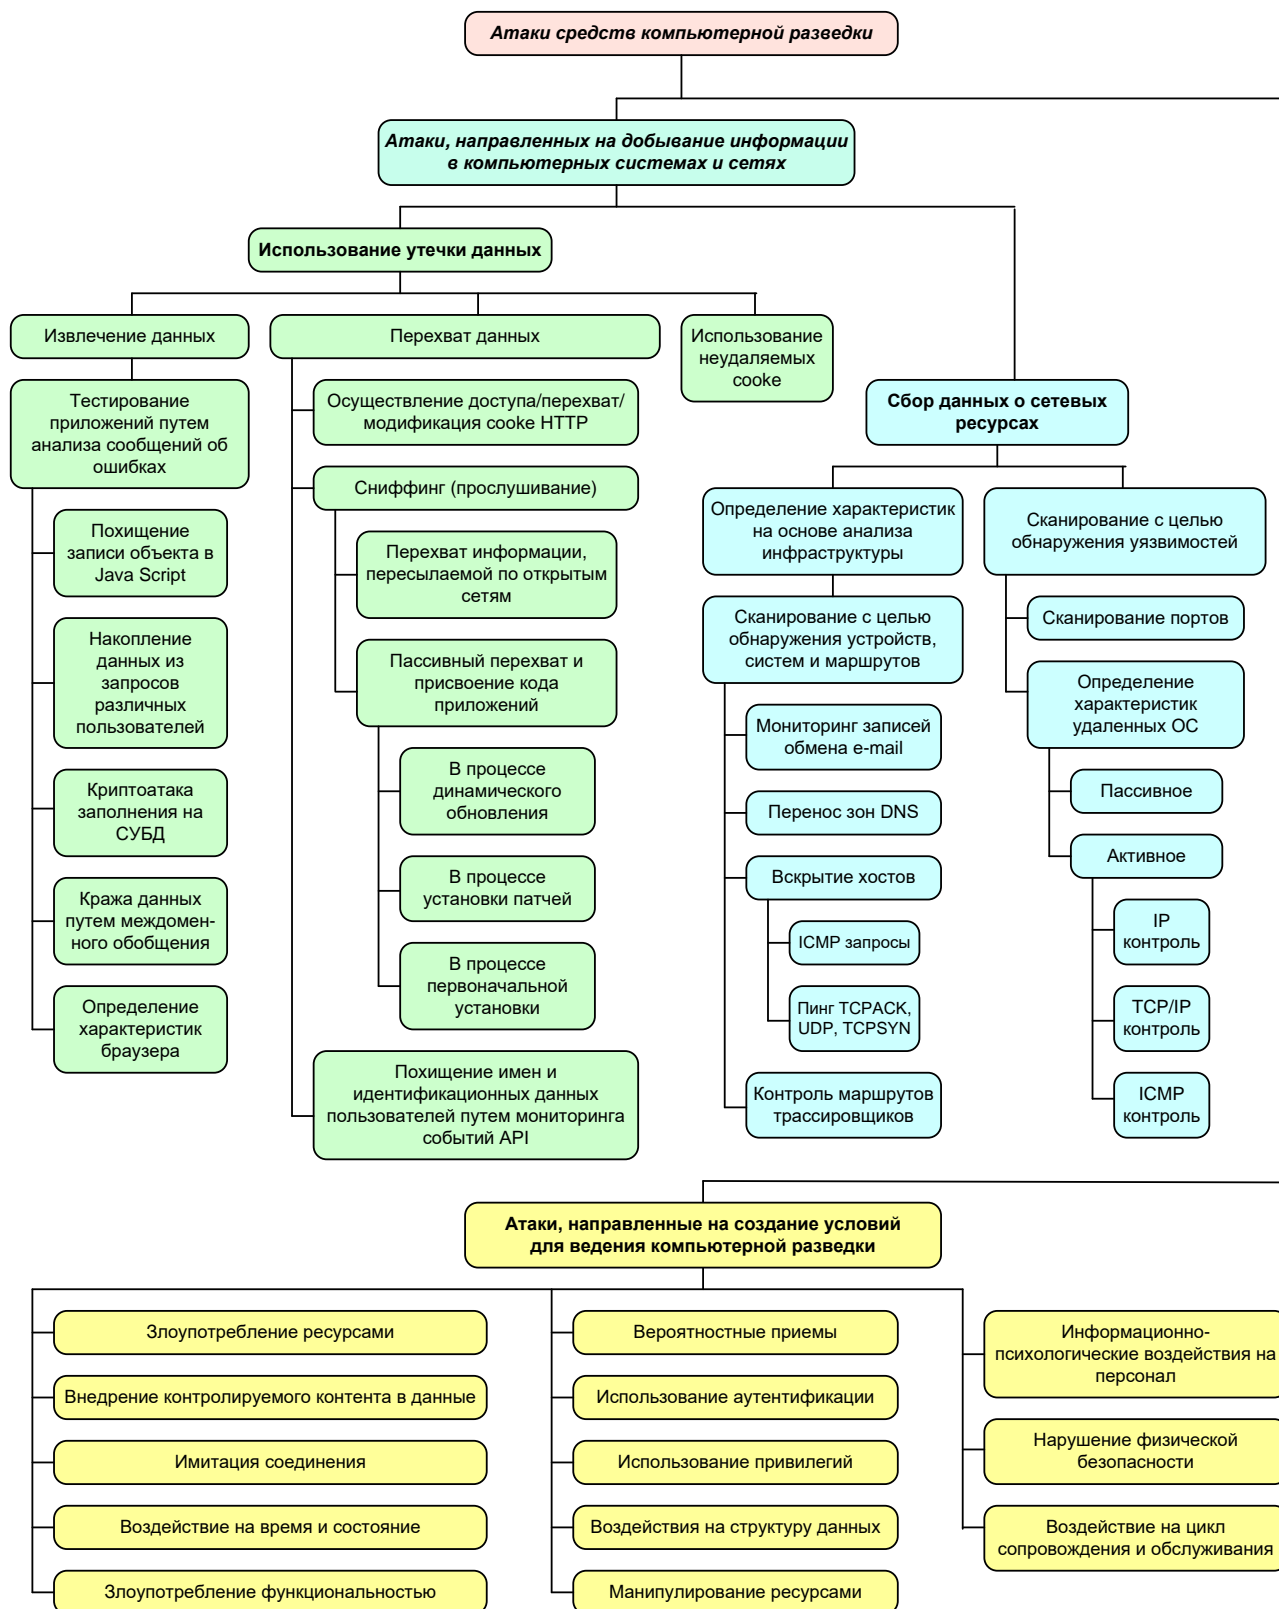 Атаки средств компьютерной разведки
Атаки, направленных на добывание информации
в компьютерных системах и сетях
Использование утечки данных
Извлечение данных
Тестирование
приложений путем
анализа сообщений об
ошибках
Похищение
записи объекта в
Java Script
Накопление
данных из
запросов
различных
пользователей
Криптоатака
заполнения на
СУБД
Кража данных
путем междомен-
ного обобщения
Определение
характеристик
браузера
Перехват данных
Осуществление доступа/перехват/
модификация cooke HTTP
Сниффинг (прослушивание)
Перехват информации,
пересылаемой по открытым
сетям
Пассивный перехват и
присвоение кода
приложений
В процессе
динамического
обновления
В процессе
установки патчей
В процессе
первоначальной
установки
Похищение имен и
идентификационных данных
пользователей путем мониторинга
событий API
Использование
неудаляемых
cooke
Сбор данных о сетевых
ресурсах
Определение характеристик
на основе анализа
инфраструктуры
Сканирование с целью
обнаружения устройств,
систем и маршрутов
Мониторинг записей
обмена e-mail
Перенос зон DNS
Вскрытие хостов
ICMP запросы
Пинг TCPACK,
UDP, TCPSYN
Контроль маршрутов
трассировщиков
Сканирование с целью
обнаружения уязвимостей
Сканирование портов
Определение
характеристик
удаленных ОС
Пассивное
Активное
IP
контроль
TCP/IP
контроль
ICMP
контроль
Атаки, направленные на создание условий
для ведения компьютерной разведки
Злоупотребление ресурсами
Внедрение контролируемого контента в данные
Имитация соединения
Воздействие на время и состояние
Злоупотребление функциональностью
Вероятностные приемы
Использование аутентификации
Использование привилегий
Воздействия на структуру данных
Манипулирование ресурсами
Информационно-
психологические воздействия на
персонал
Нарушение физической
безопасности
Воздействие на цикл
сопровождения и обслуживания